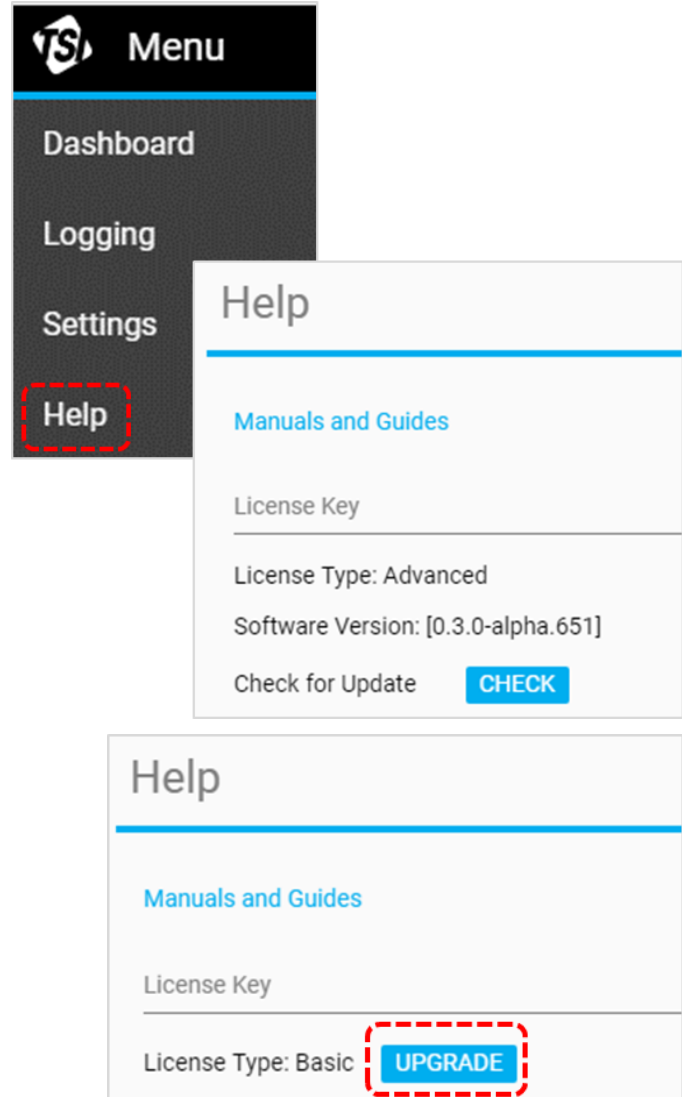 TSI Menu
Dashboard
Logging
Settings
Help
Help
Manuals and Guides
License Key
License Type: Advanced
Software Version: [0.3.0-alpha.651]
Check for Update CHECK
Help
Manuals and Guides
License Key
License Type: Basic UPGRADE